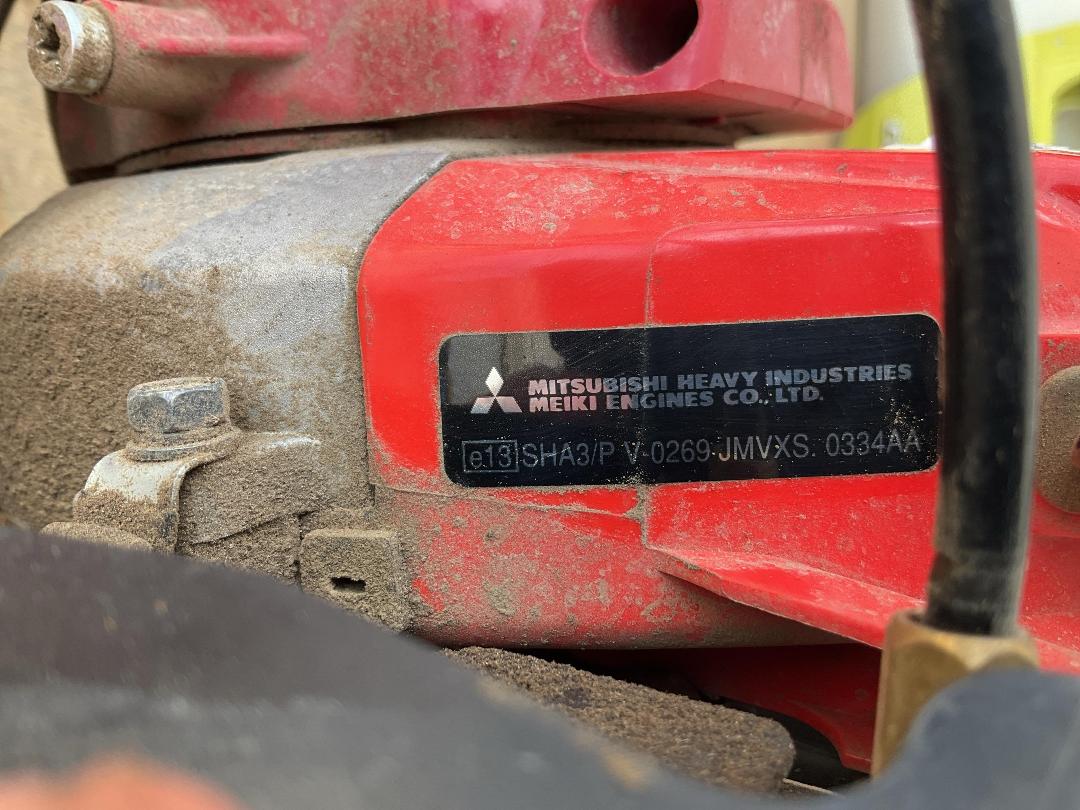 MITSUBISHI HEAVY INDUSTRIES
MEIKI ENGINES CO., LTD.
e13 SHA3/P V-0269 JMVXS. 0334AA